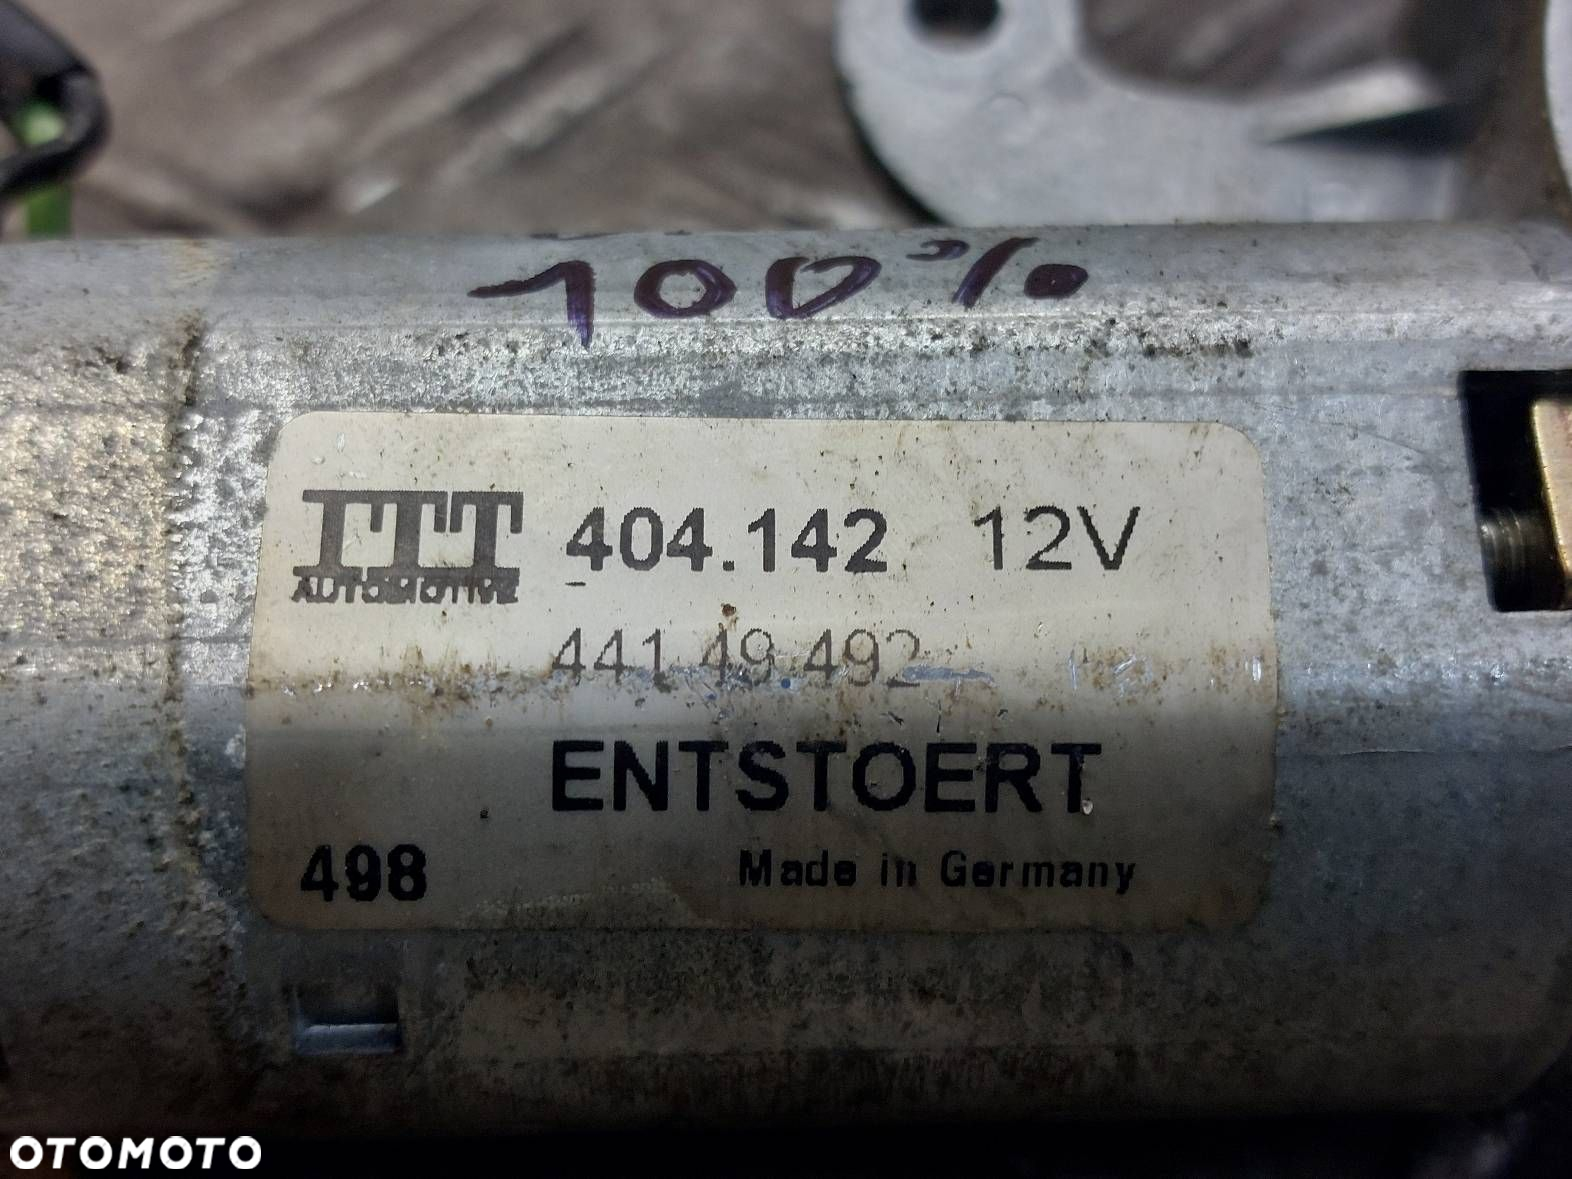 100%
ITT 404.142 12V
AUTOMOTIVE
441.49.492
ENTSTOERT
498 Made in Germany
OTOMOTO